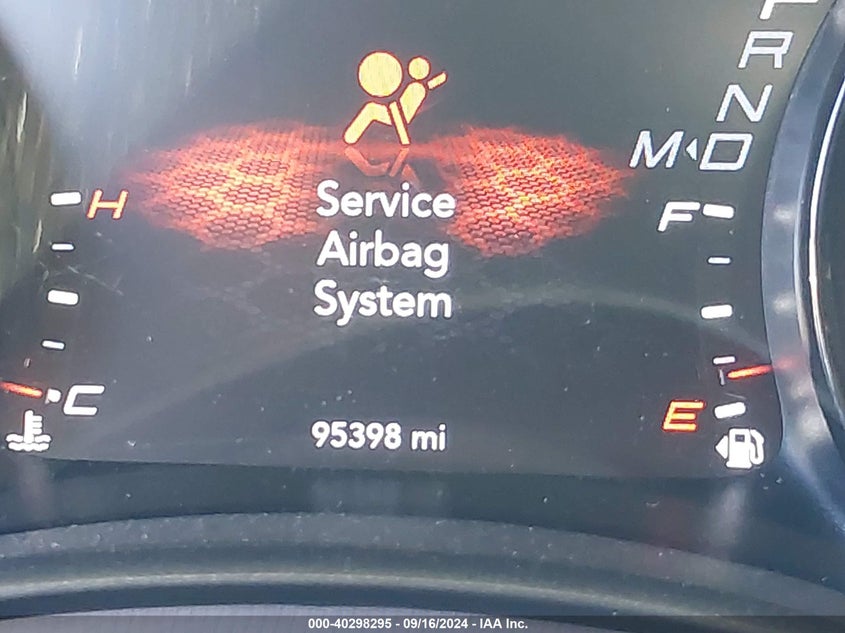 P
R
N
M D
H
F
Service
Airbag
System
C
E
95398 mi
000-40298295 - 09/16/2024 - IAA Inc.